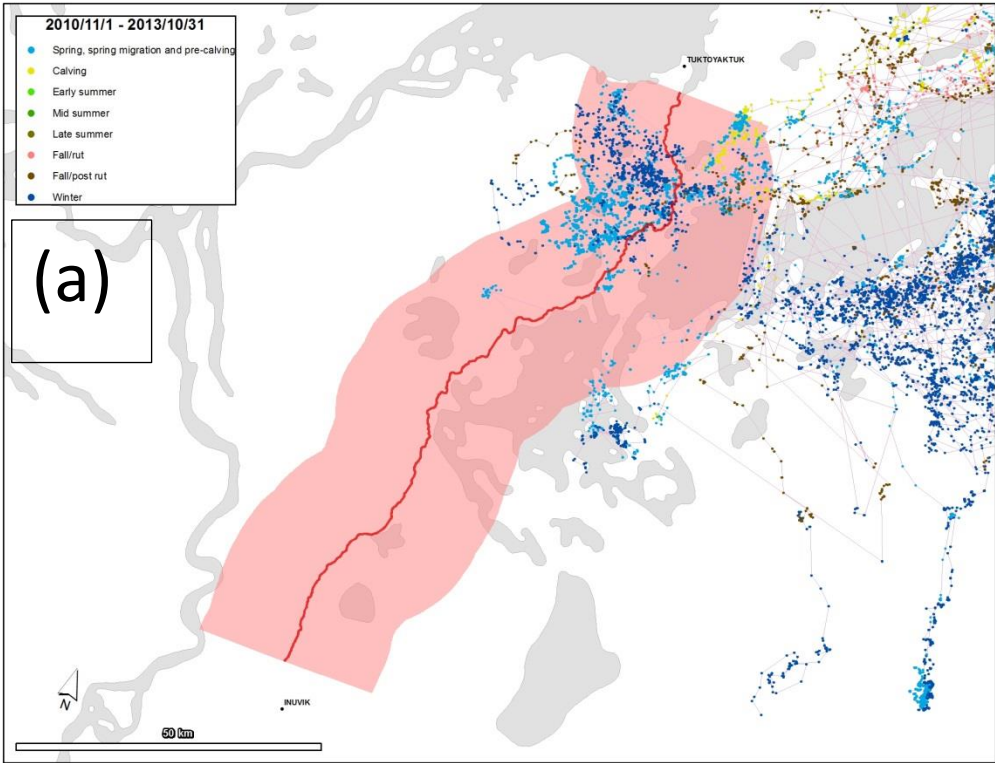 2010/11/1 - 2013/10/31
Spring, spring migration and pre-calving
Calving
Early summer
Mid summer
Late summer
Fall/rut
Fall/post rut
Winter
TUKTOYAKTUK
(a)
N
INUVIK
50 km